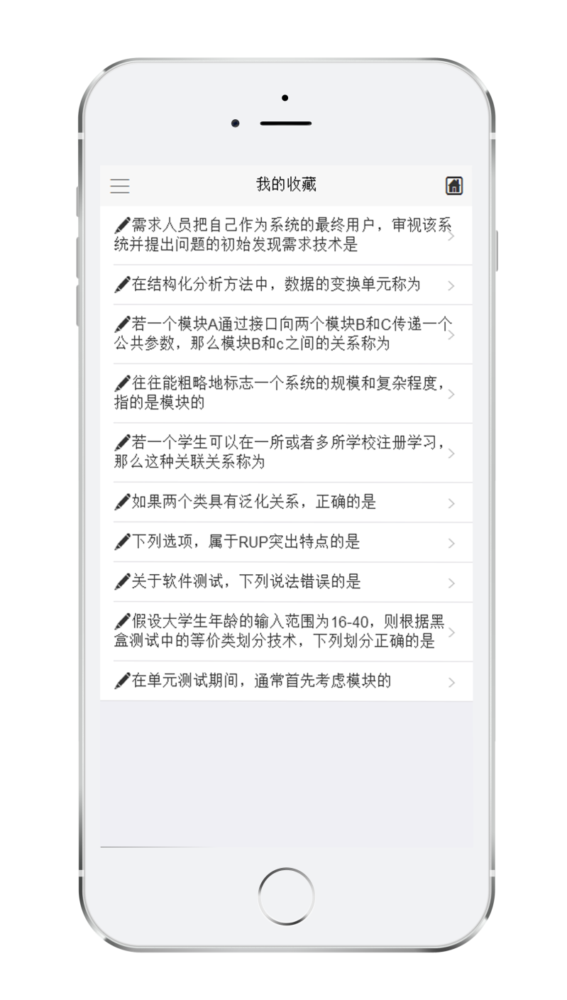 我的收藏
需求人员把自己作为系统的最终用户，审视该系
统并提出问题的初始发现需求技术是
在结构化分析方法中，数据的变换单元称为
若一个模块A通过接口向两个模块B和C传递一个
公共参数，那么模块B和c之间的关系称为
往往能粗略地标志一个系统的规模和复杂程度，
指的是模块的
若一个学生可以在一所或者多所学校注册学习，
那么这种关联关系称为
如果两个类具有泛化关系，正确的是
下列选项，属于RUP突出特点的是
关于软件测试，下列说法错误的是
假设大学生年龄的输入范围为16-40，则根据黑
盒测试中的等价类划分技术，下列划分正确的是
在单元测试期间，通常首先考虑模块的